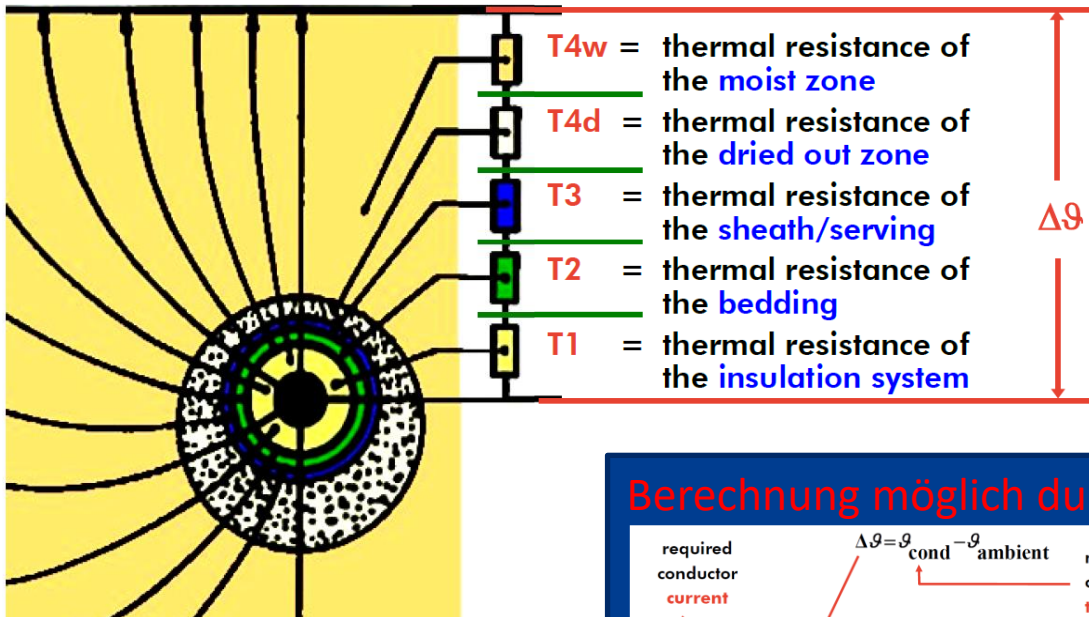 T4w = thermal resistance of
the moist zone
T4d = thermal resistance of
the dried out zone
T3 = thermal resistance of
the sheath/serving
T2 = thermal resistance of
the bedding
T1 = thermal resistance of
the insulation system
Δϑ
Berechnung möglich du
required
conductor
current
Δϑ=ϑcond-ϑambient